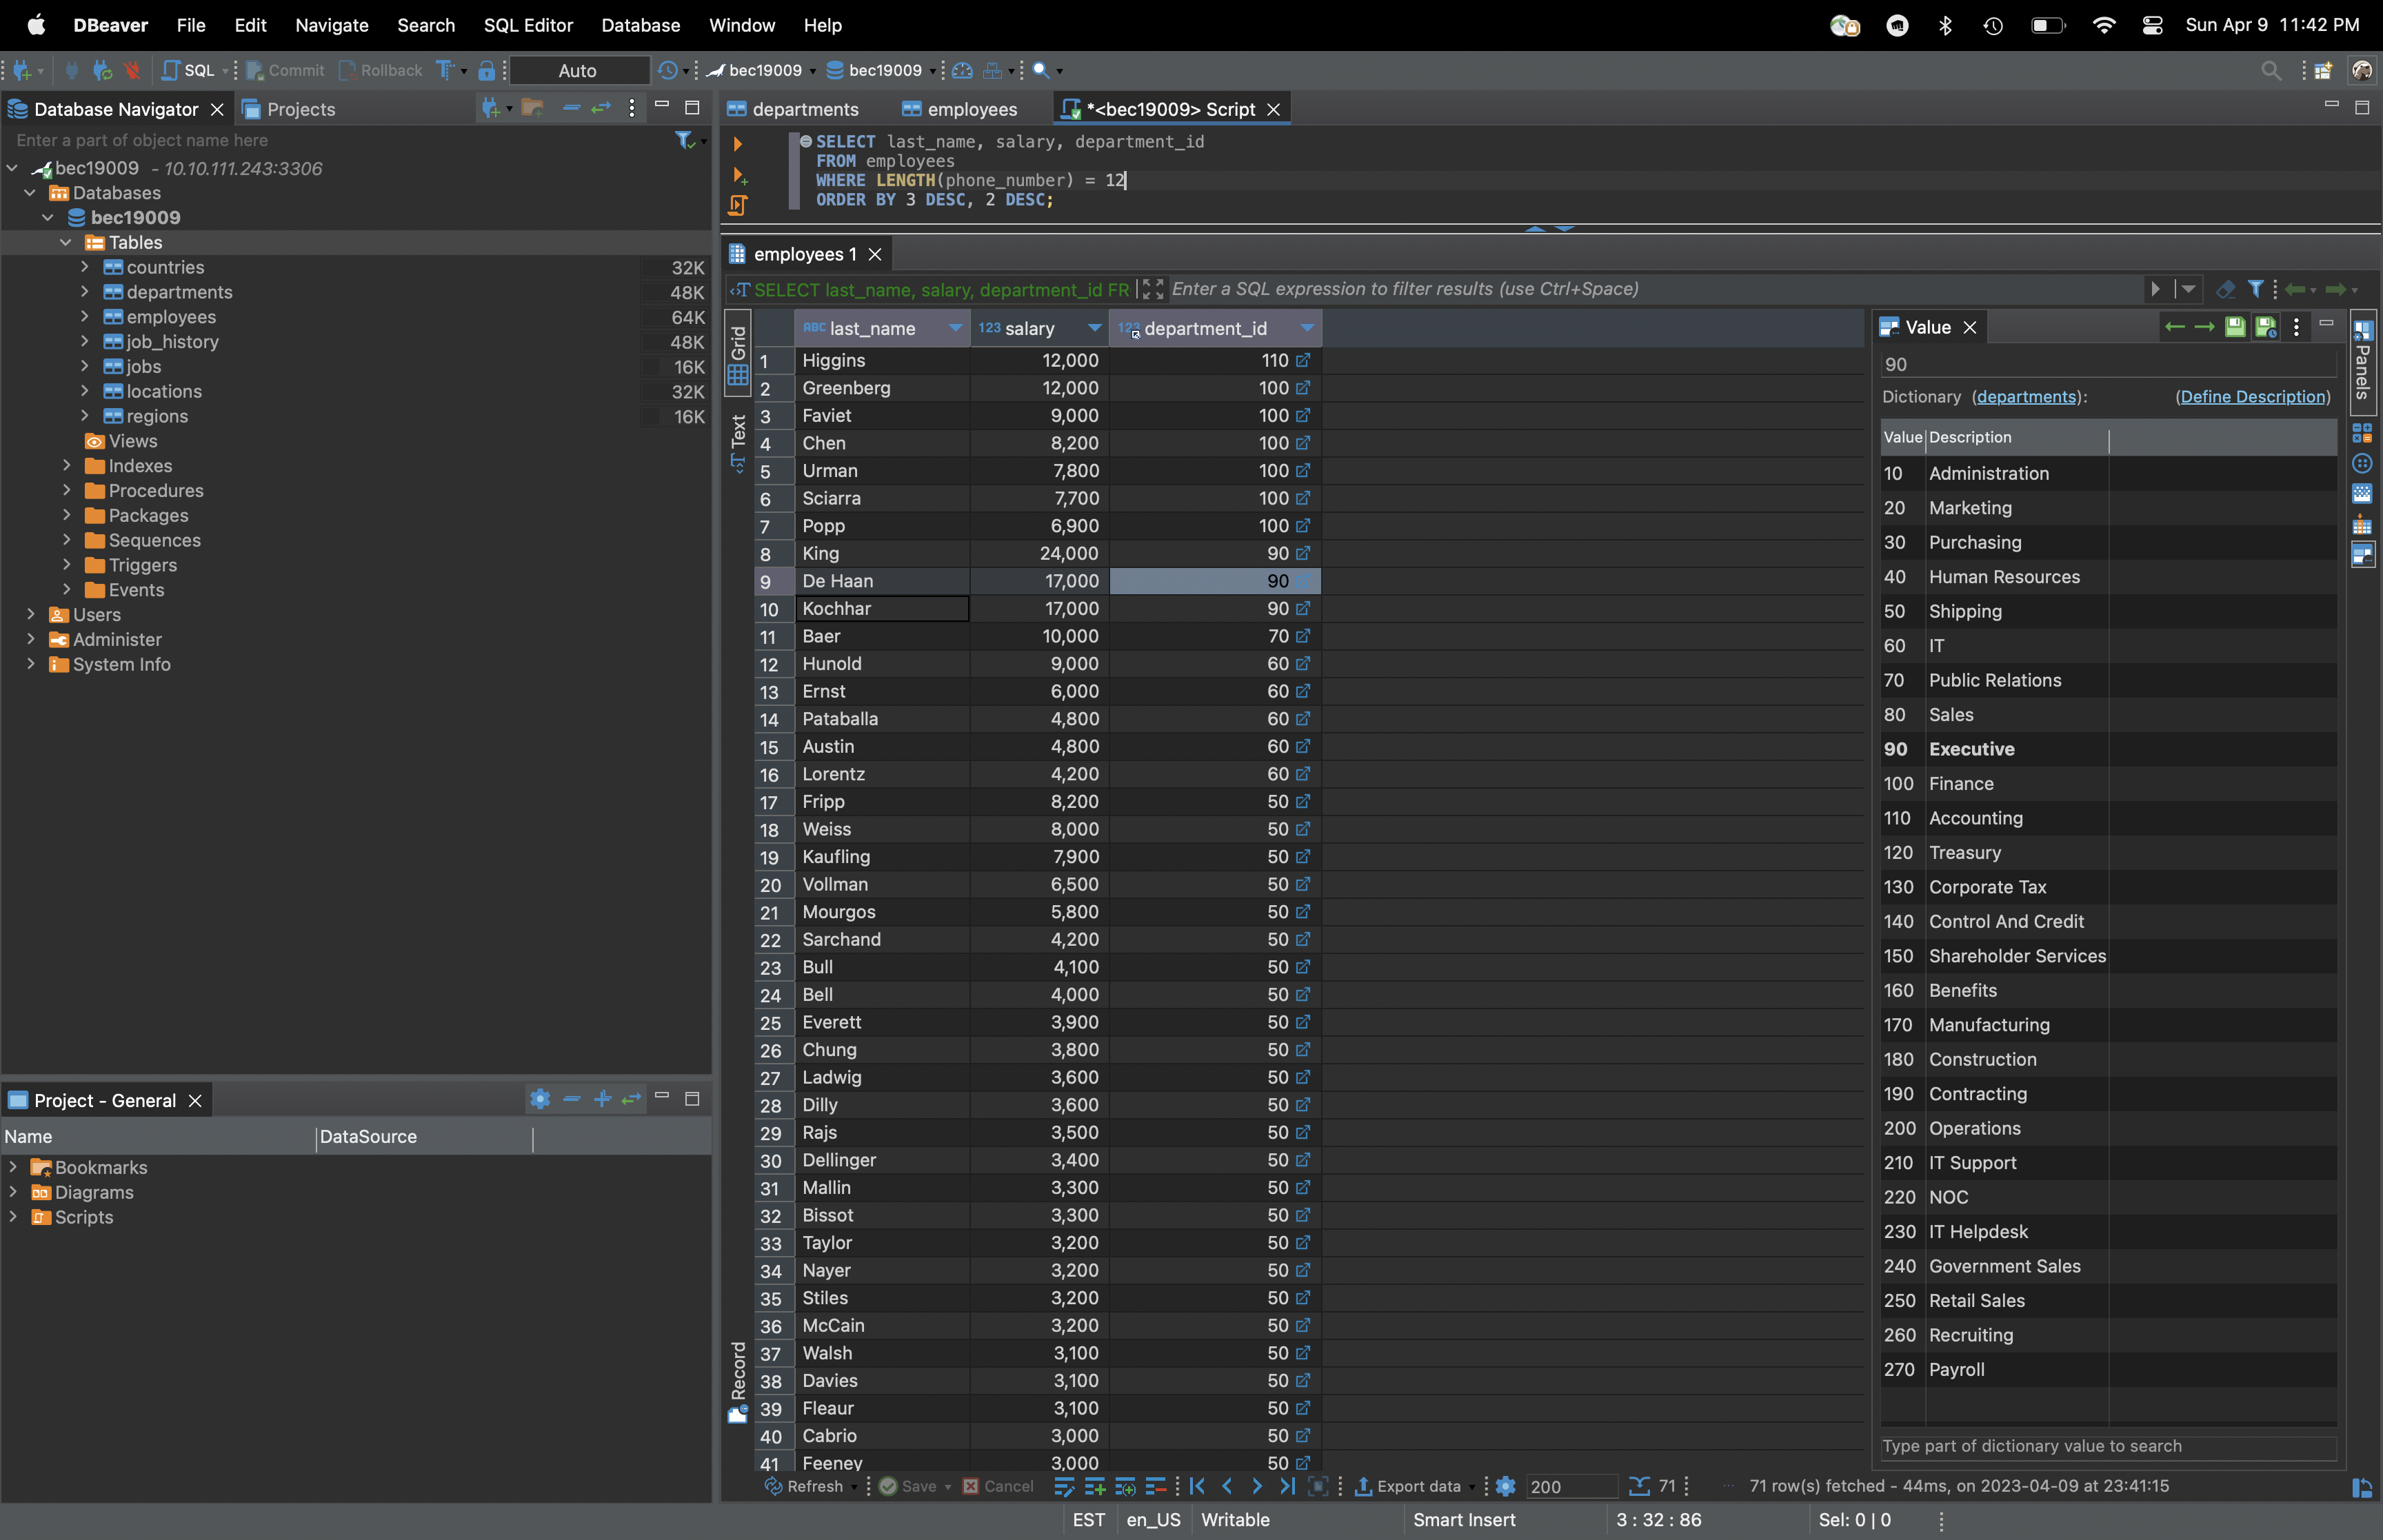 DBeaver File Edit Navigate Search SQL Editor Database Window Help Sun Apr 9 11:42 PM
SQL Commit Rollback Auto bec19009 bec19009
Database Navigator Projects
Enter a part of object name here
bec19009 - 10.10.111.243:3306
Databases
bec19009
Tables
countries 32K
departments 48K
employees 64K
job_history 48K
jobs 16K
locations 32K
regions 16K
Views
Indexes
Procedures
Packages
Sequences
Triggers
Events
Users
Administer
System Info
Project - General
Name DataSource
Bookmarks
Diagrams
Scripts
departments employees *<bec19009> Script
SELECT last_name, salary, department_id
FROM employees
WHERE LENGTH(phone_number) = 12
ORDER BY 3 DESC, 2 DESC;
employees 1
SELECT last_name, salary, department_id FR Enter a SQL expression to filter results (use Ctrl+Space)
Grid
Text
Record
ABC last_name 123 salary 123 department_id
1 Higgins 12,000 110
2 Greenberg 12,000 100
3 Faviet 9,000 100
4 Chen 8,200 100
5 Urman 7,800 100
6 Sciarra 7,700 100
7 Popp 6,900 100
8 King 24,000 90
9 De Haan 17,000 90
10 Kochhar 17,000 90
11 Baer 10,000 70
12 Hunold 9,000 60
13 Ernst 6,000 60
14 Pataballa 4,800 60
15 Austin 4,800 60
16 Lorentz 4,200 60
17 Fripp 8,200 50
18 Weiss 8,000 50
19 Kaufling 7,900 50
20 Vollman 6,500 50
21 Mourgos 5,800 50
22 Sarchand 4,200 50
23 Bull 4,100 50
24 Bell 4,000 50
25 Everett 3,900 50
26 Chung 3,800 50
27 Ladwig 3,600 50
28 Dilly 3,600 50
29 Rajs 3,500 50
30 Dellinger 3,400 50
31 Mallin 3,300 50
32 Bissot 3,300 50
33 Taylor 3,200 50
34 Nayer 3,200 50
35 Stiles 3,200 50
36 McCain 3,200 50
37 Walsh 3,100 50
38 Davies 3,100 50
39 Fleaur 3,100 50
40 Cabrio 3,000 50
41 Feeney 3,000 50
Value
Panels
90
Dictionary (departments): (Define Description)
Value Description
10 Administration
20 Marketing
30 Purchasing
40 Human Resources
50 Shipping
60 IT
70 Public Relations
80 Sales
90 Executive
100 Finance
110 Accounting
120 Treasury
130 Corporate Tax
140 Control And Credit
150 Shareholder Services
160 Benefits
170 Manufacturing
180 Construction
190 Contracting
200 Operations
210 IT Support
220 NOC
230 IT Helpdesk
240 Government Sales
250 Retail Sales
260 Recruiting
270 Payroll
Type part of dictionary value to search
Refresh Save Cancel Export data 200 71 ... 71 row(s) fetched - 44ms, on 2023-04-09 at 23:41:15
EST en_US Writable Smart Insert 3 : 32 : 86 Sel: 0 | 0